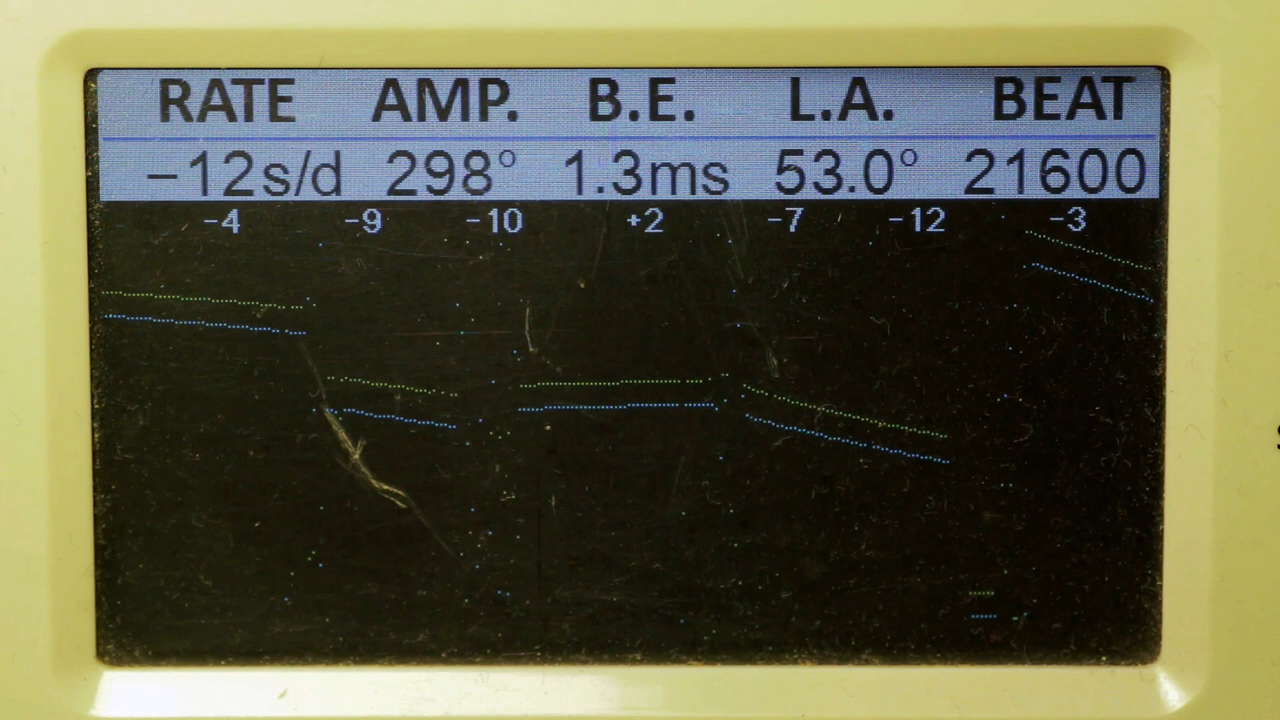 RATE AMP. B.E. L.A. BEAT
−12s/d 298° 1.3ms 53.0° 21600
-4 -9 -10 +2 -7 -12 -3